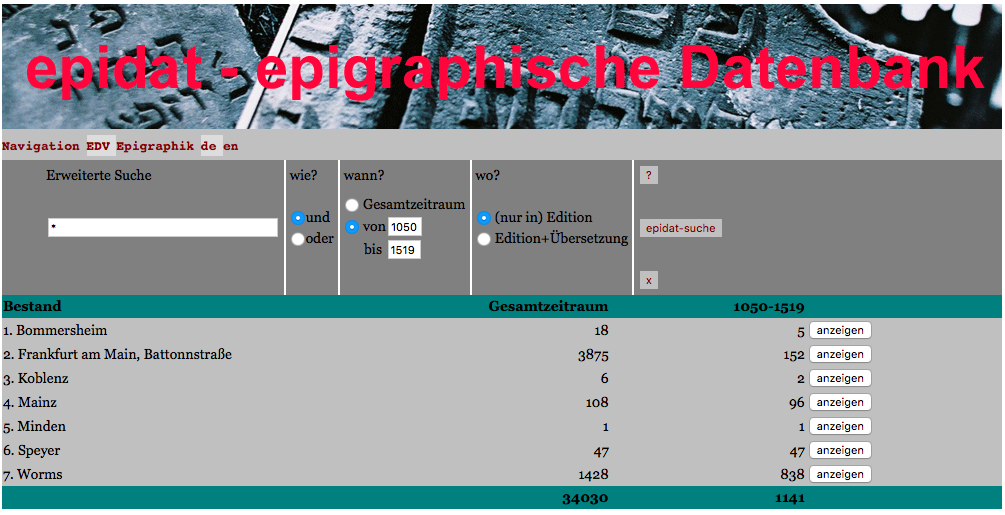 epidat - epigraphische Datenbank
Navigation EDV Epigraphik de en
Erweiterte Suche wie? wann? wo? ?
Gesamtzeitraum
* und von 1050 (nur in) Edition epidat-suche
oder bis 1519 Edition+Übersetzung
x
Bestand Gesamtzeitraum 1050-1519
1. Bommersheim 18 5 anzeigen
2. Frankfurt am Main, Battonnstraße 3875 152 anzeigen
3. Koblenz 6 2 anzeigen
4. Mainz 108 96 anzeigen
5. Minden 1 1 anzeigen
6. Speyer 47 47 anzeigen
7. Worms 1428 838 anzeigen
34030 1141